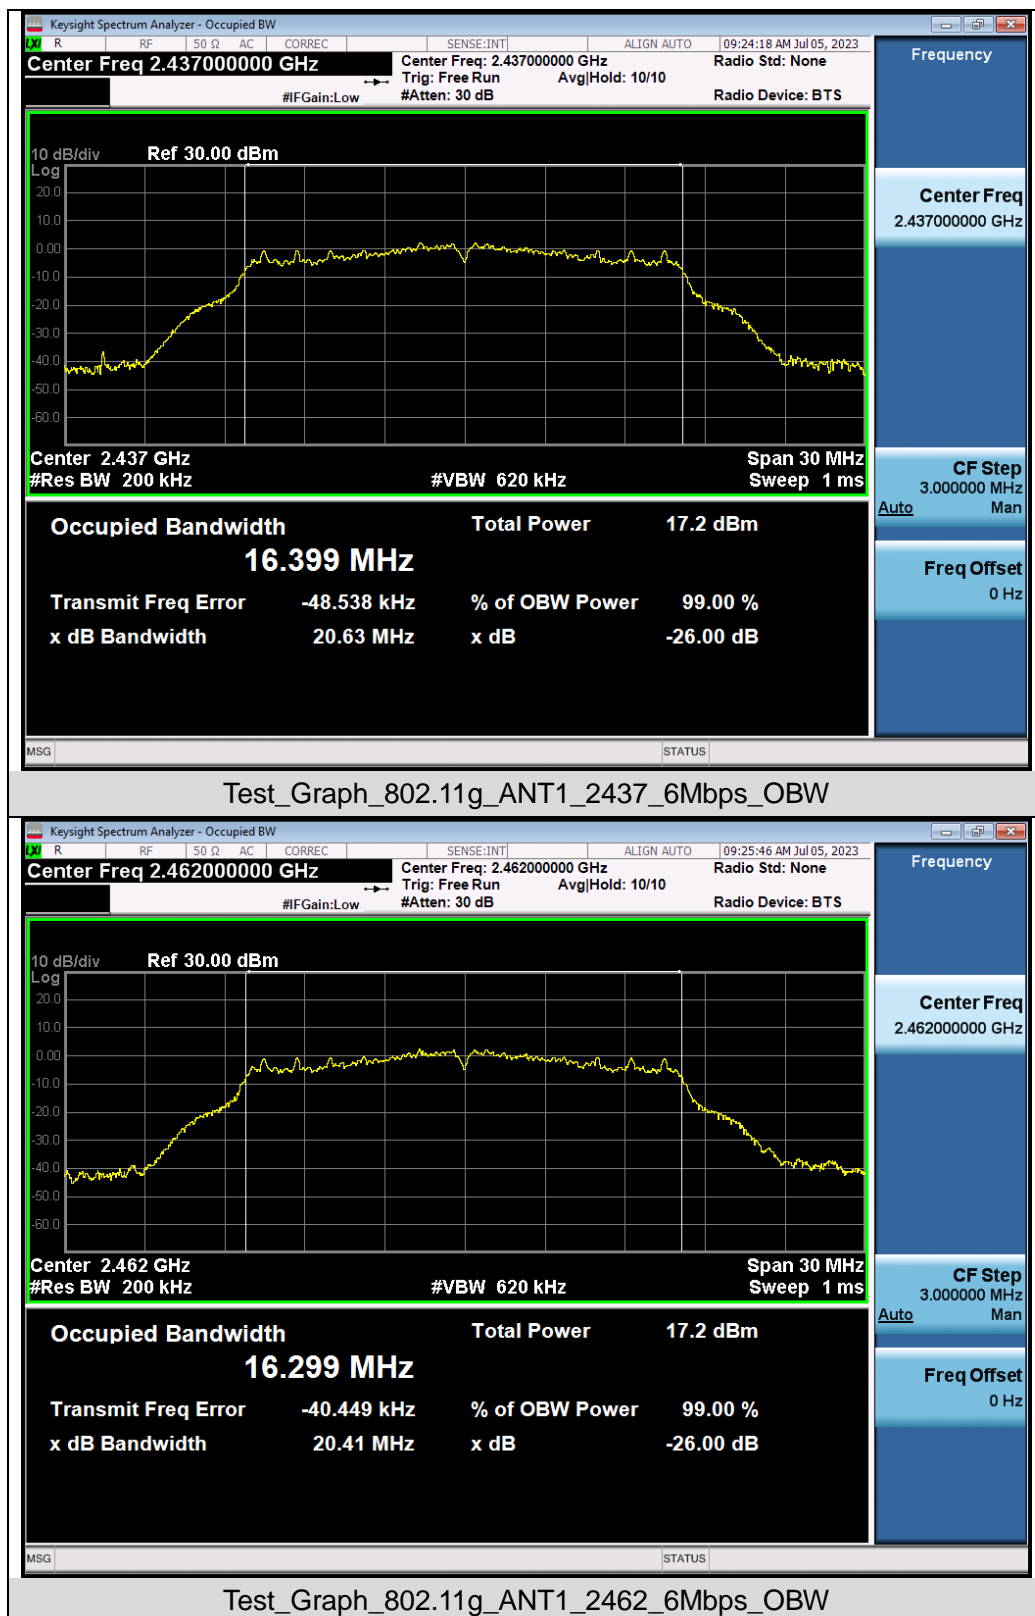 Keysight Spectrum Analyzer - Occupied BW
LXI R RF 50 Ω AC CORREC SENSE:INT ALIGN AUTO 09:24:18 AM Jul 05, 2023
Center Freq 2.437000000 GHz
Center Freq: 2.437000000 GHz
Radio Std: None
Trig: Free Run Avg|Hold: 10/10
#IFGain:Low
#Atten: 30 dB
Radio Device: BTS
Frequency
10 dB/div Ref 30.00 dBm
Log
20.0
10.0
0.00
-10.0
-20.0
-30.0
-40.0
-50.0
-60.0
Center 2.437 GHz Span 30 MHz
#Res BW 200 kHz #VBW 620 kHz Sweep 1 ms
Center Freq
2.437000000 GHz
CF Step
3.000000 MHz
Auto Man
Freq Offset
0 Hz
Occupied Bandwidth Total Power 17.2 dBm
16.399 MHz
Transmit Freq Error -48.538 kHz % of OBW Power 99.00 %
x dB Bandwidth 20.63 MHz x dB -26.00 dB
MSG STATUS
Test_Graph_802.11g_ANT1_2437_6Mbps_OBW
Keysight Spectrum Analyzer - Occupied BW
LXI R RF 50 Ω AC CORREC SENSE:INT ALIGN AUTO 09:25:46 AM Jul 05, 2023
Center Freq 2.462000000 GHz
Center Freq: 2.462000000 GHz
Radio Std: None
Trig: Free Run Avg|Hold: 10/10
#IFGain:Low
#Atten: 30 dB
Radio Device: BTS
Frequency
10 dB/div Ref 30.00 dBm
Log
20.0
10.0
0.00
-10.0
-20.0
-30.0
-40.0
-50.0
-60.0
Center 2.462 GHz Span 30 MHz
#Res BW 200 kHz #VBW 620 kHz Sweep 1 ms
Center Freq
2.462000000 GHz
CF Step
3.000000 MHz
Auto Man
Freq Offset
0 Hz
Occupied Bandwidth Total Power 17.2 dBm
16.299 MHz
Transmit Freq Error -40.449 kHz % of OBW Power 99.00 %
x dB Bandwidth 20.41 MHz x dB -26.00 dB
MSG STATUS
Test_Graph_802.11g_ANT1_2462_6Mbps_OBW